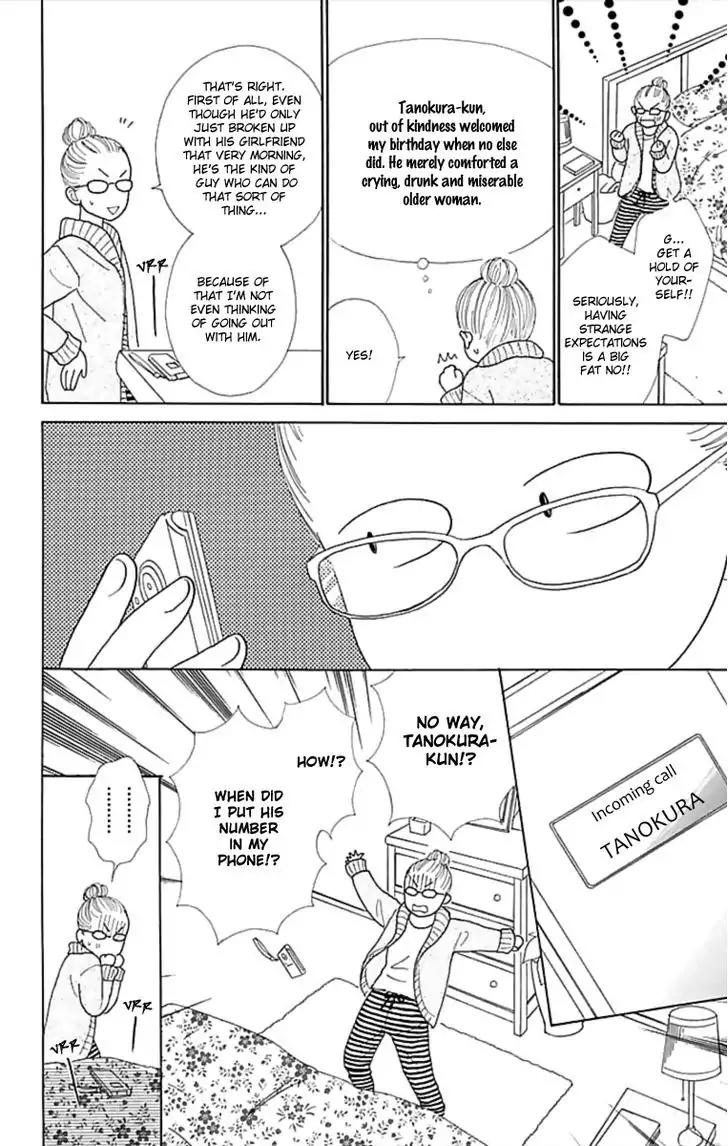 G...
GET A
HOLD OF
YOUR-
SELF!!
SERIOUSLY,
HAVING
STRANGE
EXPECTATIONS
IS A BIG
FAT NO!!
Tanokura-kun,
out of kindness welcomed
my birthday when no else
did. He merely comforted a
crying, drunk and miserable
older woman.
YES!
THAT'S RIGHT.
FIRST OF ALL, EVEN
THOUGH HE'D ONLY
JUST BROKEN UP
WITH HIS GIRLFRIEND
THAT VERY MORNING,
HE'S THE KIND OF
GUY WHO CAN DO
THAT SORT OF
THING...
BECAUSE OF
THAT I'M NOT
EVEN THINKING
OF GOING OUT
WITH HIM.
VRR
Incoming call
TANOKURA
NO WAY,
TANOKURA-
KUN!?
HOW!?
WHEN DID
I PUT HIS
NUMBER
IN MY
PHONE!?
.......
VRR
VRR